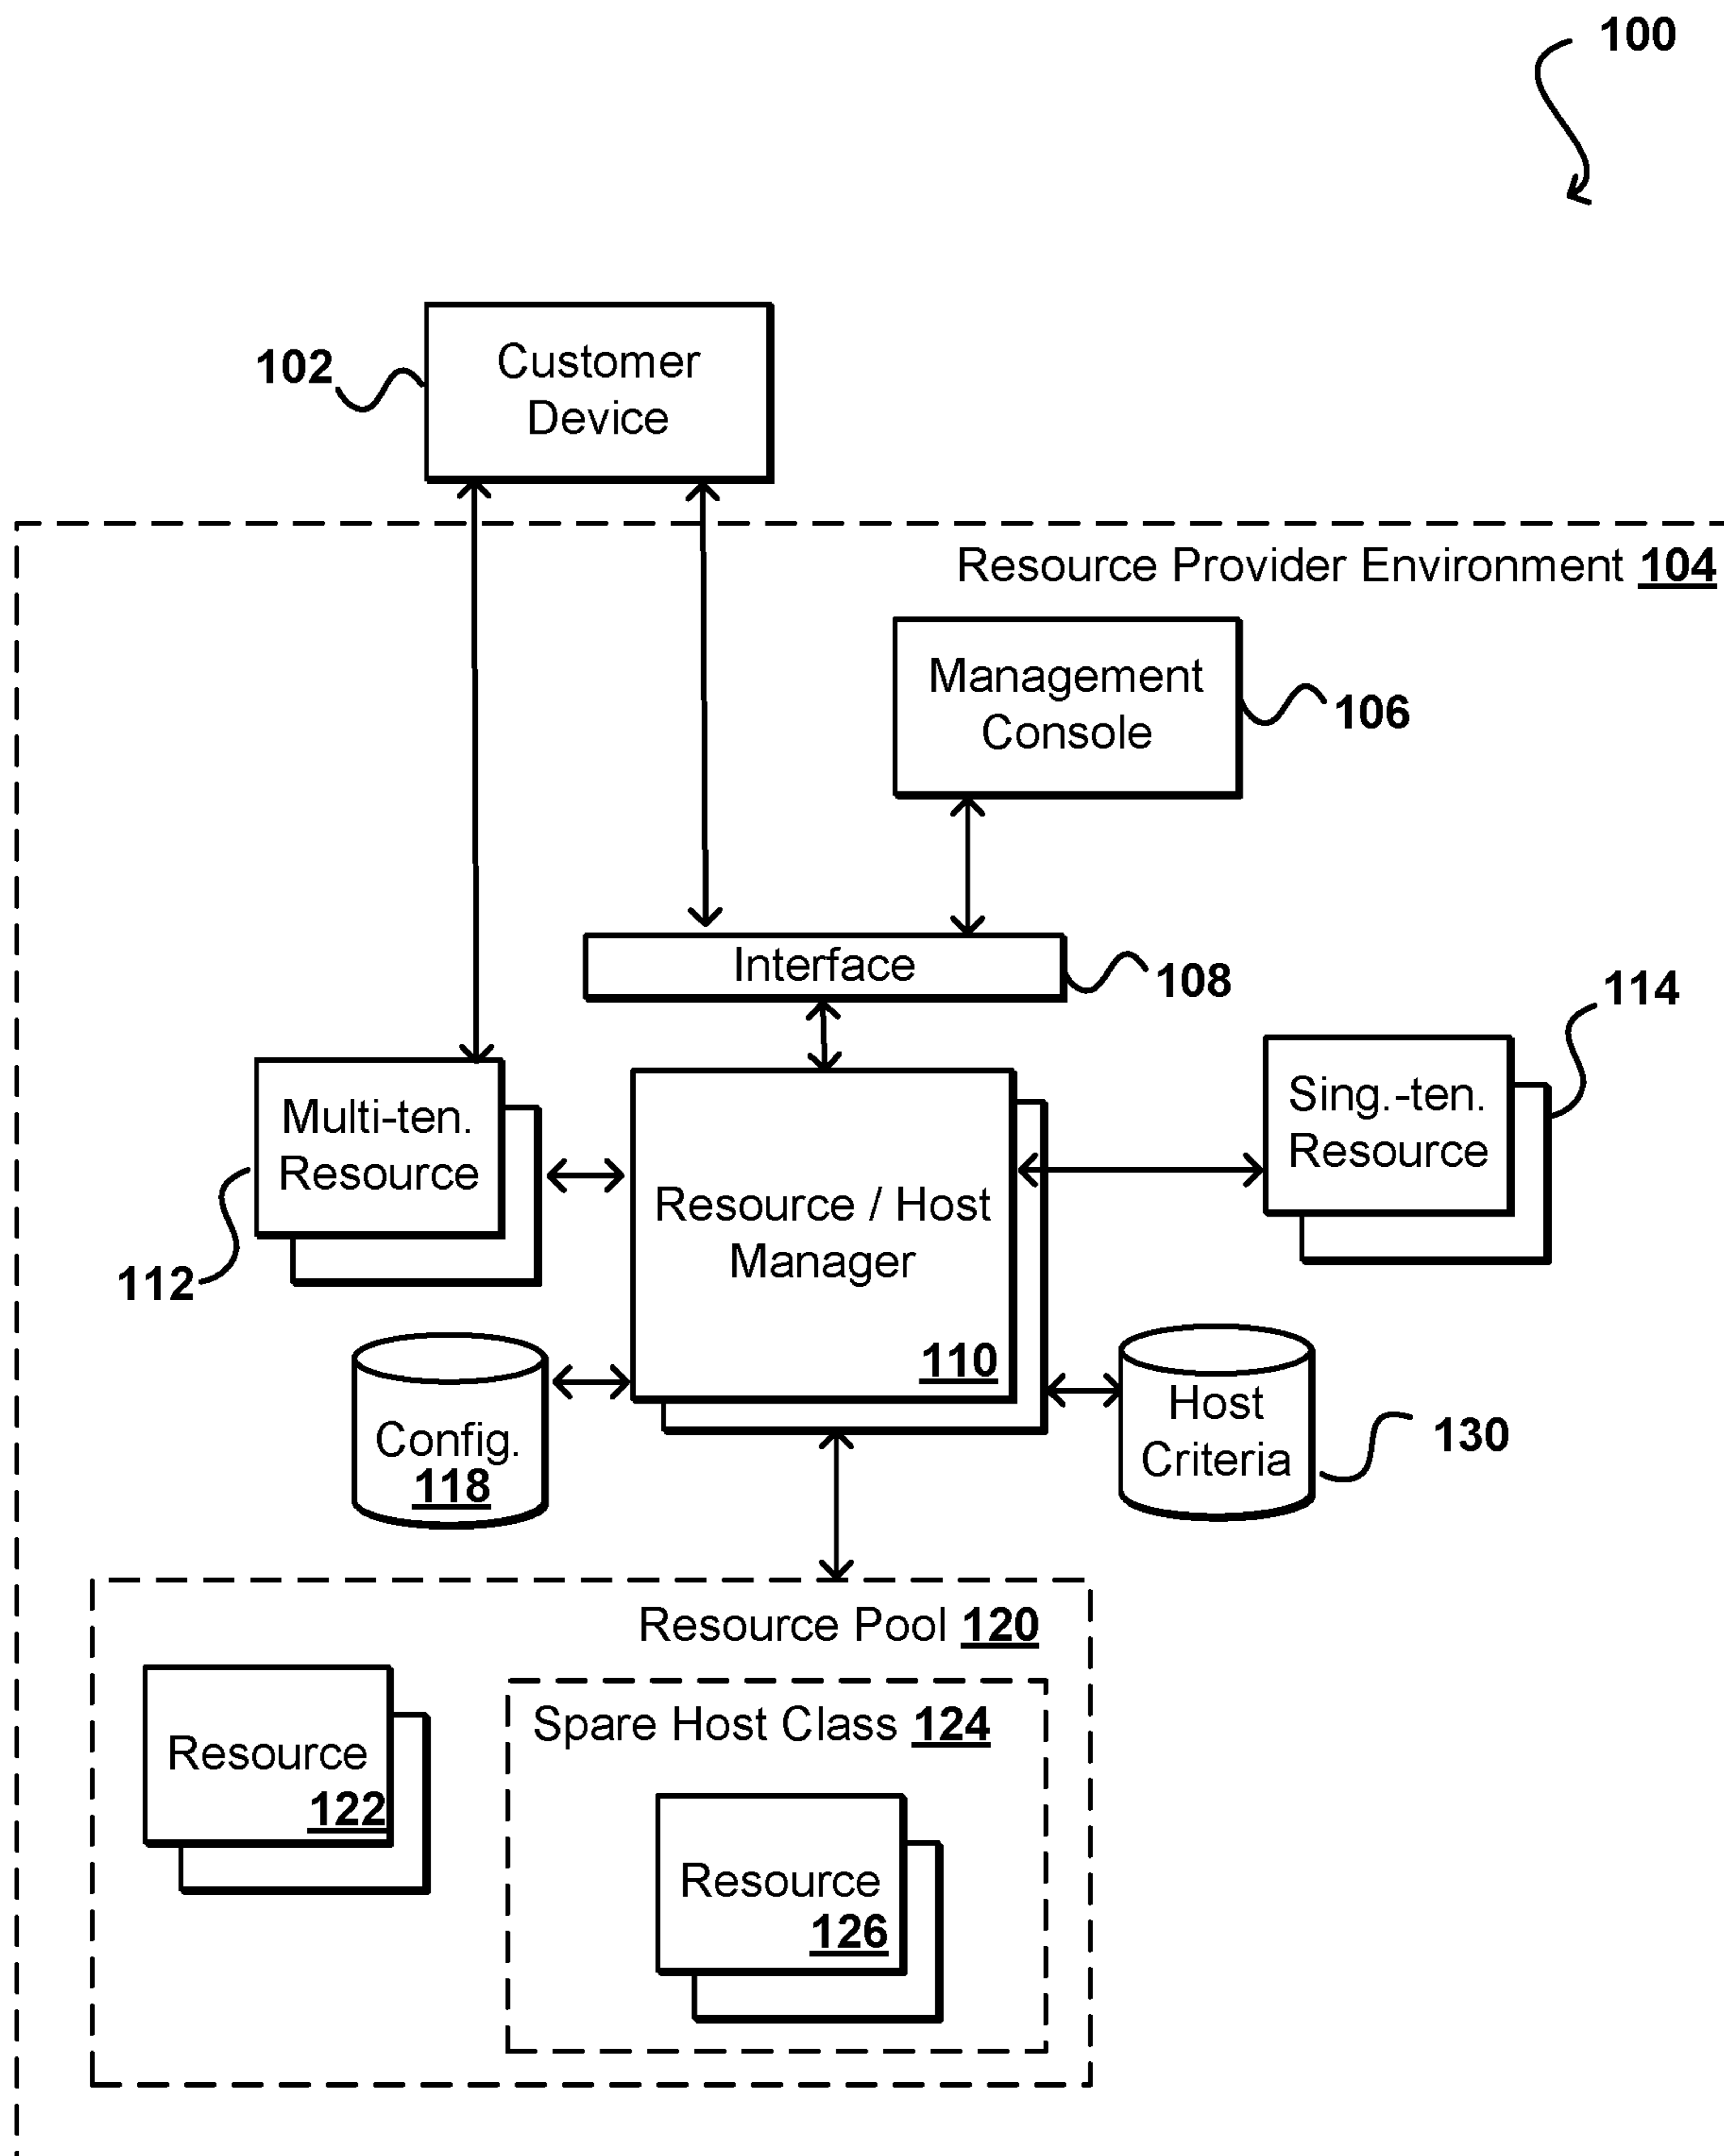 100
Customer
Device
102
Resource Provider Environment 104
Management
Console
106
Interface
108
114
Multi-ten.
Resource
112
Sing.-ten.
Resource
Resource / Host
Manager
110
Config.
118
Host
Criteria
130
Resource Pool 120
Resource
122
Spare Host Class 124
Resource
126